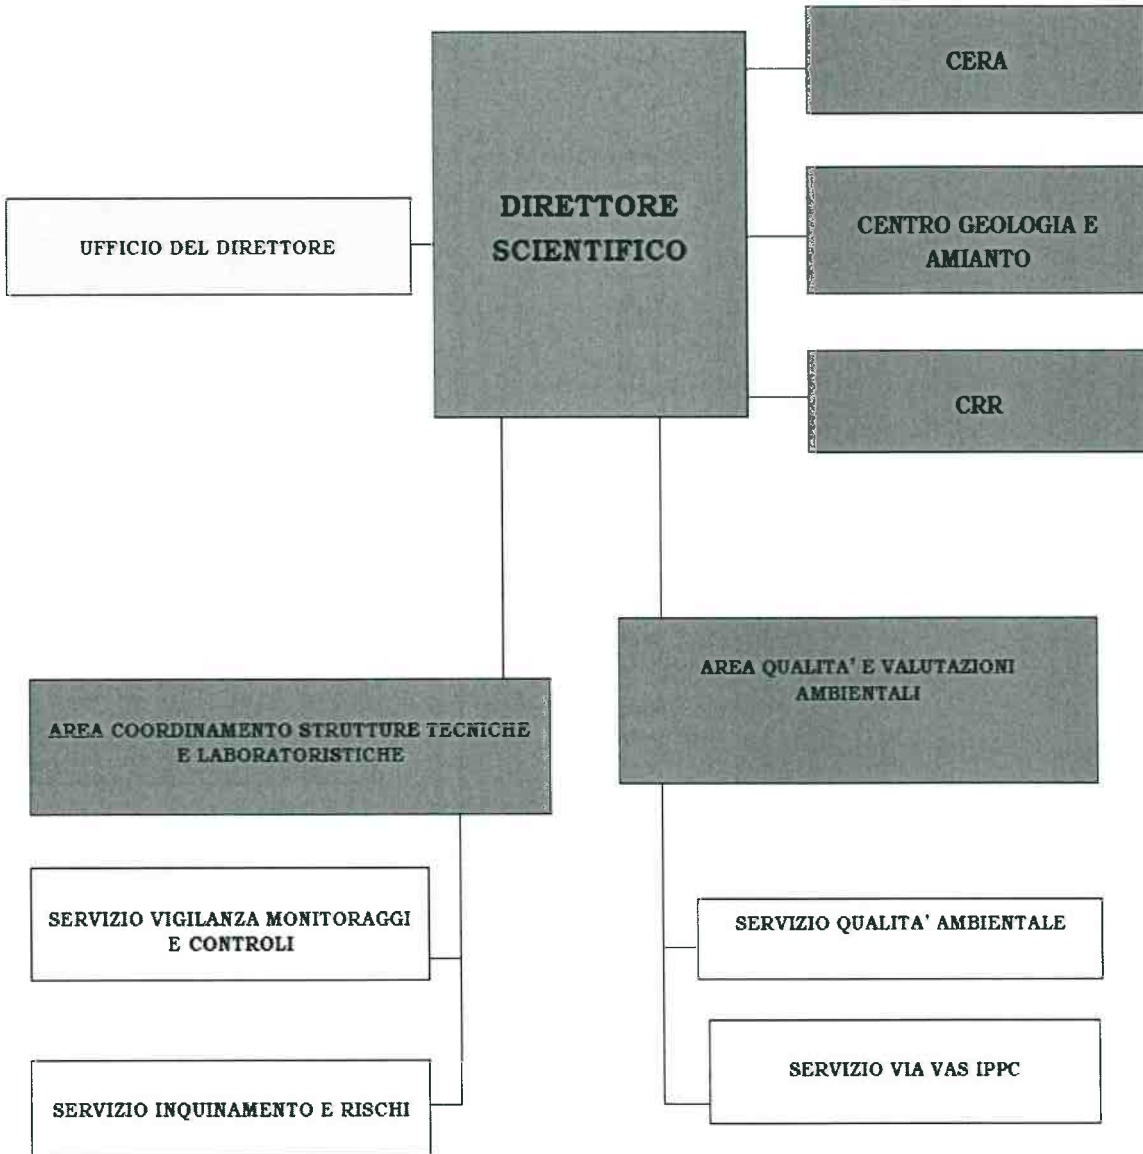 CERA
DIRETTORE
SCIENTIFICO
UFFICIO DEL DIRETTORE
CENTRO GEOLOGIA E
AMIANTO
CRR
AREA QUALITA' E VALUTAZIONI
AMBIENTALI
AREA COORDINAMENTO STRUTTURE TECNICHE
E LABORATORISTICHE
SERVIZIO VIGILANZA MONITORAGGI
E CONTROLI
SERVIZIO QUALITA' AMBIENTALE
SERVIZIO VIA VAS IPPC
SERVIZIO INQUINAMENTO E RISCHI